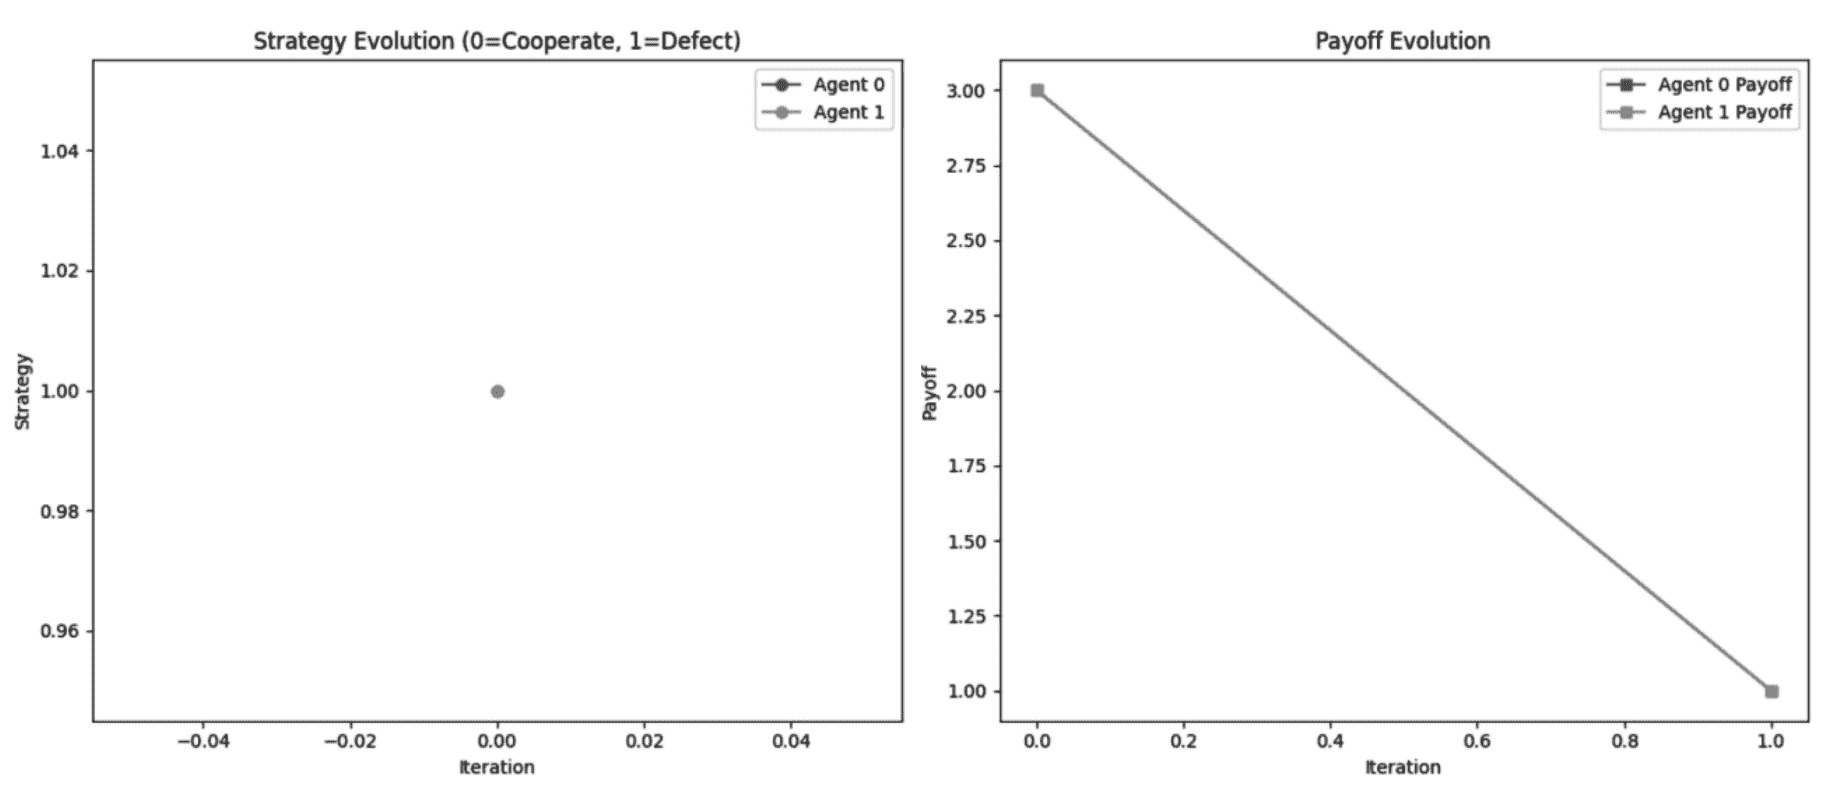 Strategy Evolution (0=Cooperate, 1=Defect)
Agent 0
Agent 1
1.04
1.02
1.00
0.98
0.96
Strategy
−0.04
−0.02
0.00
0.02
0.04
Iteration
Payoff Evolution
Agent 0 Payoff
Agent 1 Payoff
3.00
2.75
2.50
2.25
2.00
1.75
1.50
1.25
1.00
Payoff
0.0
0.2
0.4
0.6
0.8
1.0
Iteration